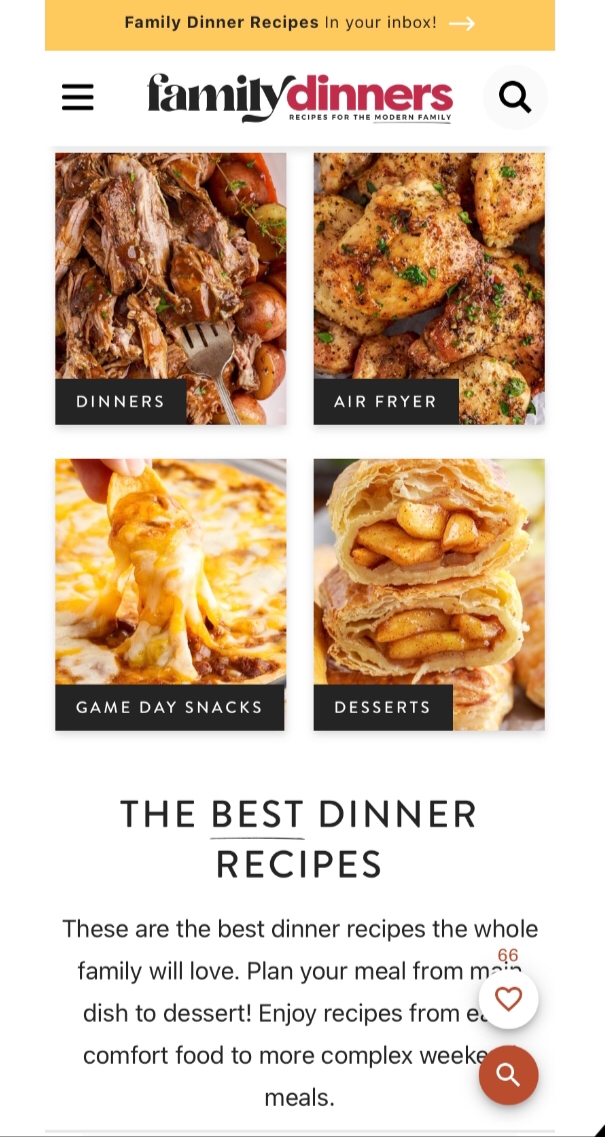 Family Dinner Recipes In your inbox!
familydinners
RECIPES FOR THE MODERN FAMILY
DINNERS
AIR FRYER
GAME DAY SNACKS
DESSERTS
THE BEST DINNER
RECIPES
These are the best dinner recipes the whole
66
family will love. Plan your meal from main
dish to dessert! Enjoy recipes from
comfort food to more complex
meals.